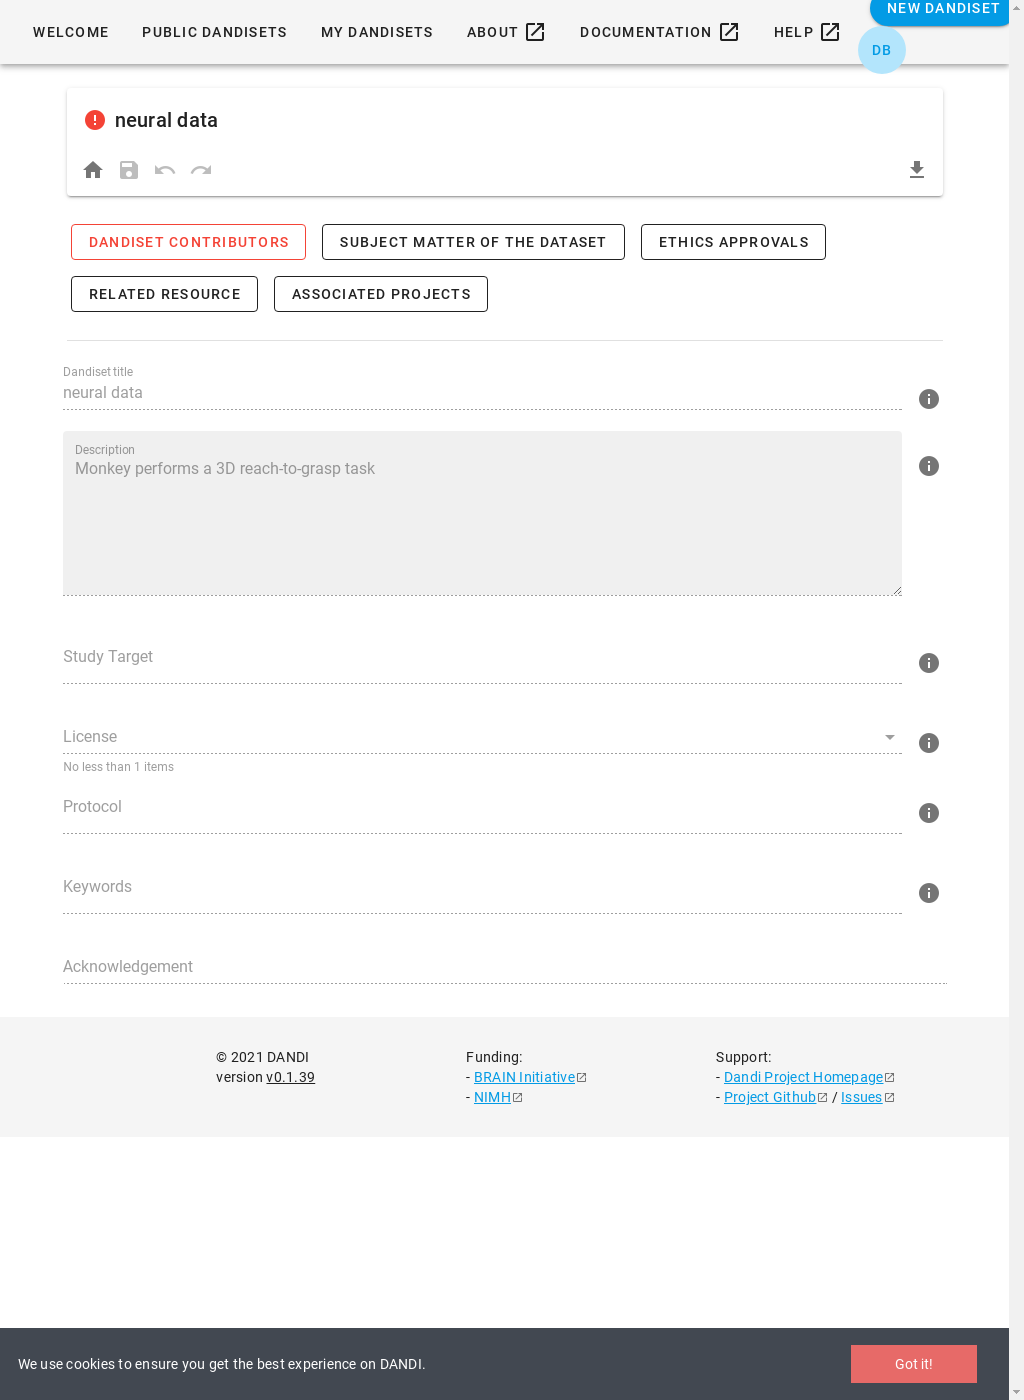 WELCOME PUBLIC DANDISETS MY DANDISETS ABOUT DOCUMENTATION HELP NEW DANDISET
DB
neural data
DANDISET CONTRIBUTORS SUBJECT MATTER OF THE DATASET ETHICS APPROVALS
RELATED RESOURCE ASSOCIATED PROJECTS
Dandiset title
neural data
Description
Monkey performs a 3D reach-to-grasp task
Study Target
License
No less than 1 items
Protocol
Keywords
Acknowledgement
© 2021 DANDI
version v0.1.39
Funding:
- BRAIN Initiative
- NIMH
Support:
- Dandi Project Homepage
- Project Github / Issues
We use cookies to ensure you get the best experience on DANDI.
Got it!